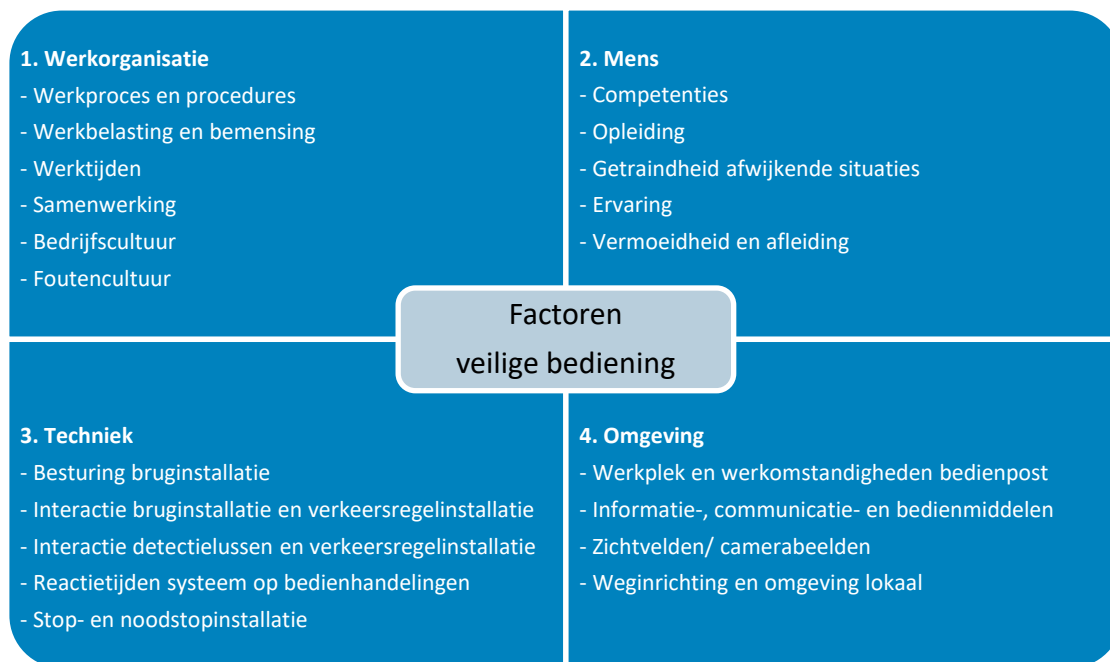 1. Werkorganisatie
- Werkproces en procedures
- Werkbelasting en bemensing
- Werktijden
- Samenwerking
- Bedrijfscultuur
- Foutencultuur
2. Mens
- Competenties
- Opleiding
- Getraindheid afwijkende situaties
- Ervaring
- Vermoeidheid en afleiding
Factoren
veilige bediening
3. Techniek
- Besturing bruginstallatie
- Interactie bruginstallatie en verkeersregelinstallatie
- Interactie detectielussen en verkeersregelinstallatie
- Reactietijden systeem op bedienhandelingen
- Stop- en noodstopinstallatie
4. Omgeving
- Werkplek en werkomstandigheden bedienpost
- Informatie-, communicatie- en bedienmiddelen
- Zichtvelden/ camerabeelden
- Weginrichting en omgeving lokaal